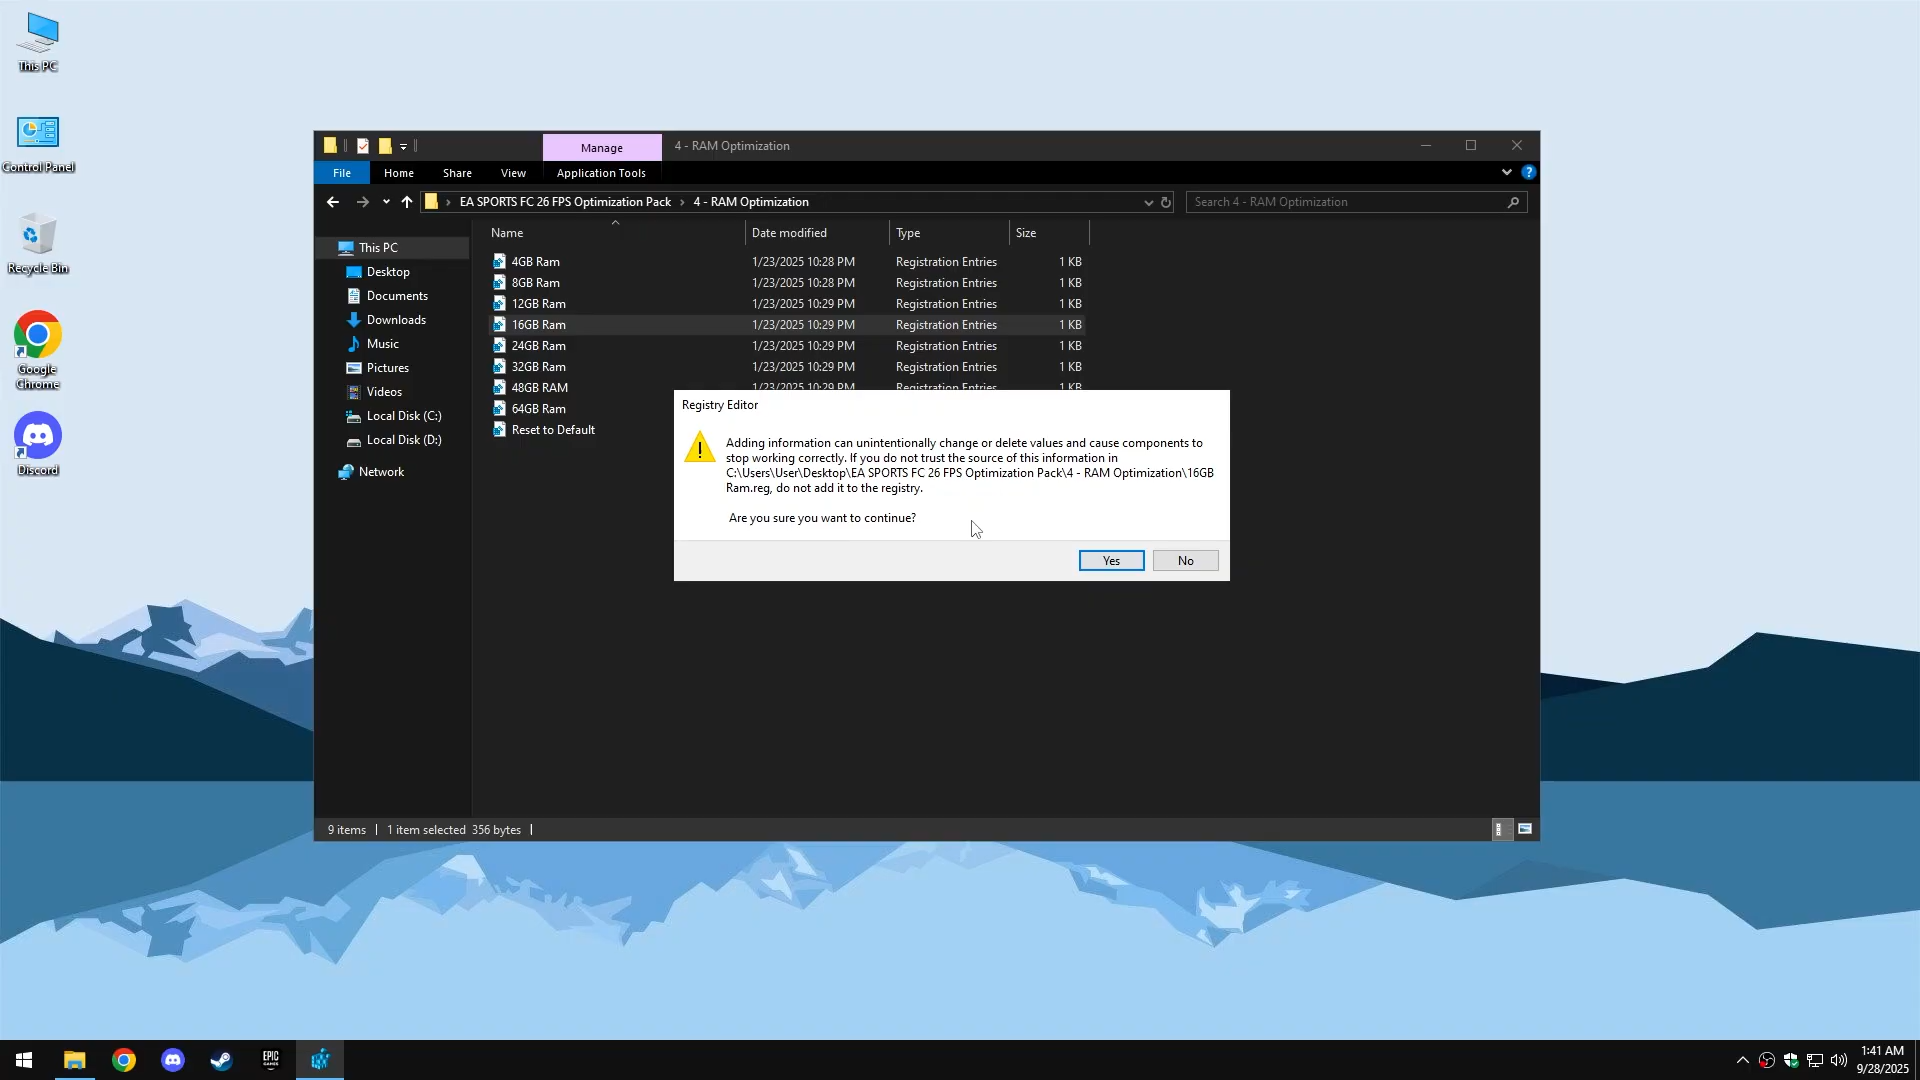 This PC
Control Panel
Recycle Bin
Google
Chrome
Discord
Manage
4 - RAM Optimization
File
Home
Share
View
Application Tools
EA SPORTS FC 26 FPS Optimization Pack
4 - RAM Optimization
Search 4 - RAM Optimization
This PC
Desktop
Documents
Downloads
Music
Pictures
Videos
Local Disk (C:)
Local Disk (D:)
Network
Name Date modified Type Size
4GB Ram 1/23/2025 10:28 PM Registration Entries 1 KB
8GB Ram 1/23/2025 10:28 PM Registration Entries 1 KB
12GB Ram 1/23/2025 10:29 PM Registration Entries 1 KB
16GB Ram 1/23/2025 10:29 PM Registration Entries 1 KB
24GB Ram 1/23/2025 10:29 PM Registration Entries 1 KB
32GB Ram 1/23/2025 10:29 PM Registration Entries 1 KB
48GB RAM 1/23/2025 10:29 PM Registration Entries 1 KB
64GB Ram
Reset to Default
Registry Editor
Adding information can unintentionally change or delete values and cause components to
stop working correctly. If you do not trust the source of this information in
C:\Users\User\Desktop\EA SPORTS FC 26 FPS Optimization Pack\4 - RAM Optimization\16GB
Ram.reg, do not add it to the registry.
Are you sure you want to continue?
Yes
No
9 items
1 item selected 356 bytes
EPIC
GAMES
1:41 AM
9/28/2025